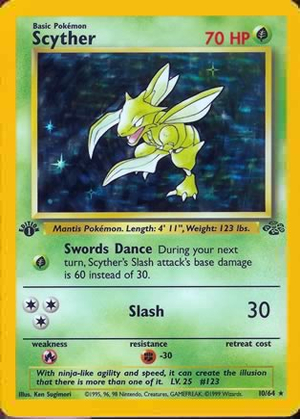 Basic Pokémon
Scyther
70 HP
Mantis Pokémon. Length: 4' 11", Weight: 123 lbs.
EDITION
1
Swords Dance During your next
turn, Scyther's Slash attack's base damage
is 60 instead of 30.
Slash 30
weakness resistance retreat cost
-30
With ninja-like agility and speed, it can create the illusion
that there is more than one of it. LV. 25 #123
Illus. Ken Sugimori ©1995, 96, 98 Nintendo, Creatures, GAMEFREAK. ©1999 Wizards. 10/64 ★